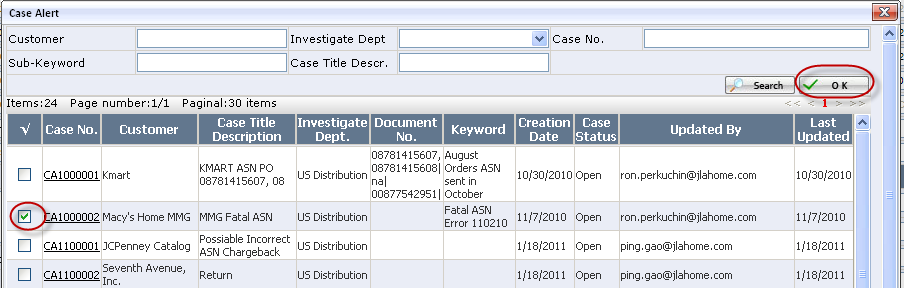 Case Alert
Customer Investigate Dept Case No.
Sub-Keyword Case Title Descr.
Search O K
Items:24 Page number:1/1 Paginal:30 items << < 1 > >>
√ Case No. Customer Case Title Description Investigate Dept. Document No. Keyword Creation Date Case Status Updated By Last Updated
CA1000001 Kmart KMART ASN PO 08781415607, 08 US Distribution 08781415607, 08781415608| na| 00877542951| August Orders ASN sent in October 10/30/2010 Open ron.perkuchin@jlahome.com 10/30/2010
CA1000002 Macy's Home MMG MMG Fatal ASN US Distribution Fatal ASN Error 110210 11/7/2010 Open ron.perkuchin@jlahome.com 11/7/2010
CA1100001 JCPenney Catalog Possiable Incorrect ASN Chargeback US Distribution 1/18/2011 Open ping.gao@jlahome.com 1/18/2011
CA1100002 Seventh Avenue, Inc. Return US Distribution 1/18/2011 Open ping.gao@jlahome.com 1/18/2011